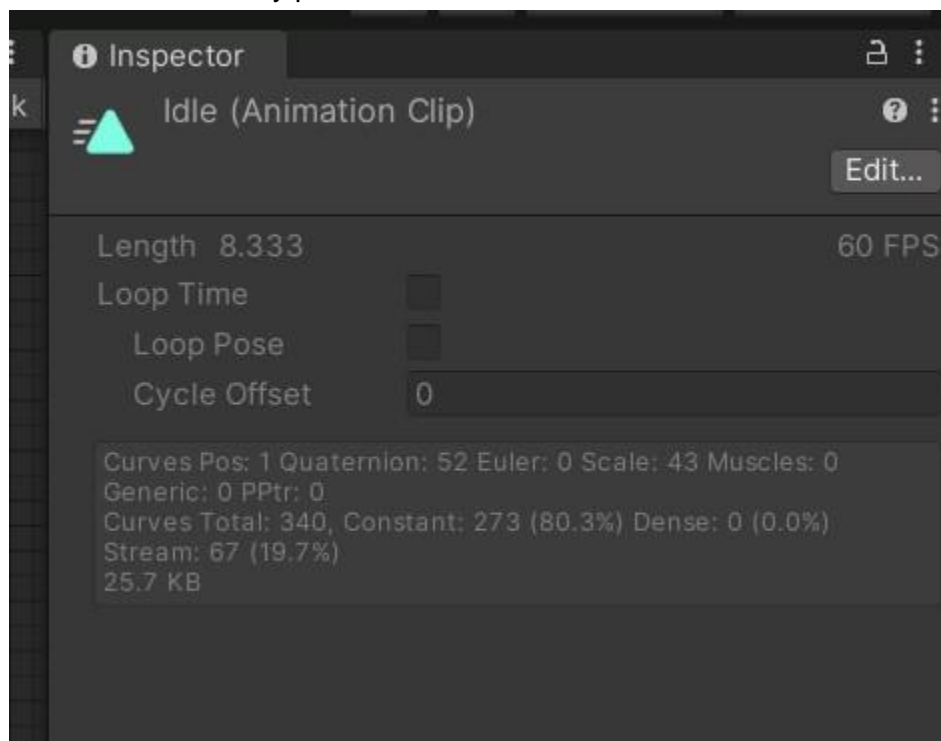 Inspector
k
Idle (Animation Clip)
Edit...
Length 8.333 60 FPS
Loop Time
Loop Pose
Cycle Offset 0
Curves Pos: 1 Quaternion: 52 Euler: 0 Scale: 43 Muscles: 0
Generic: 0 PPtr: 0
Curves Total: 340, Constant: 273 (80.3%) Dense: 0 (0.0%)
Stream: 67 (19.7%)
25.7 KB